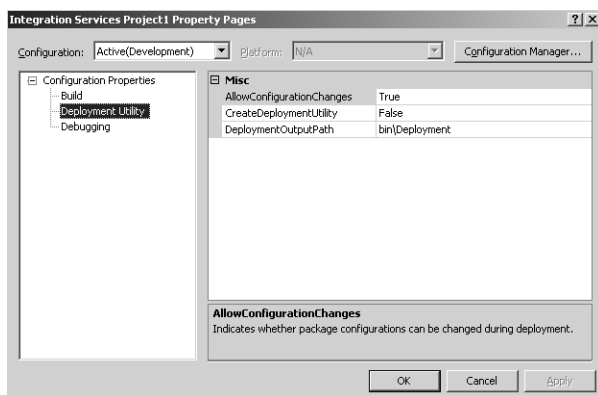 Integration Services Project1 Property Pages
Configuration: Active(Development) Platform: N/A Configuration Manager...
Configuration Properties
Build
Deployment Utility
Debugging
Misc
AllowConfigurationChanges True
CreateDeploymentUtility False
DeploymentOutputPath bin\Deployment
AllowConfigurationChanges
Indicates whether package configurations can be changed during deployment.
OK Cancel Apply